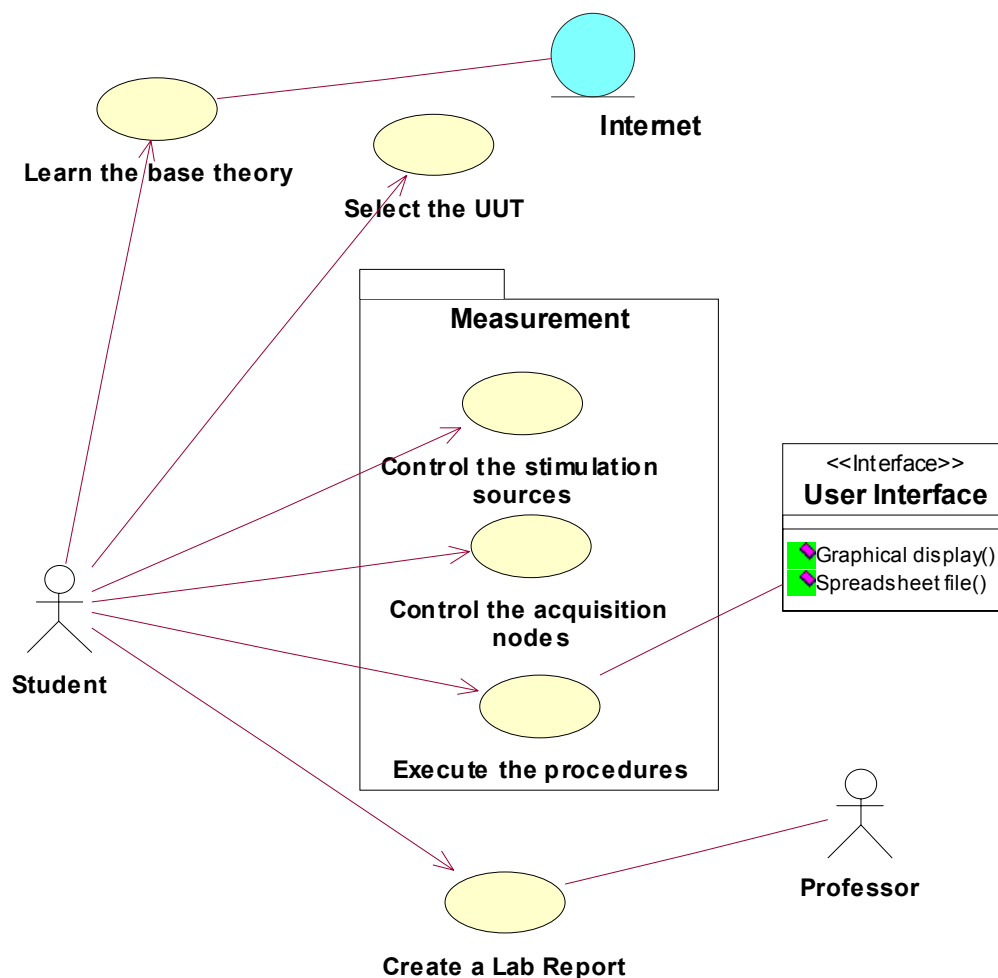 Internet
Learn the base theory
Select the UUT
Measurement
Control the stimulation
sources
<<Interface>>
User Interface
Graphical display()
Spreadsheet file()
Control the acquisition
nodes
Student
Execute the procedures
Professor
Create a Lab Report